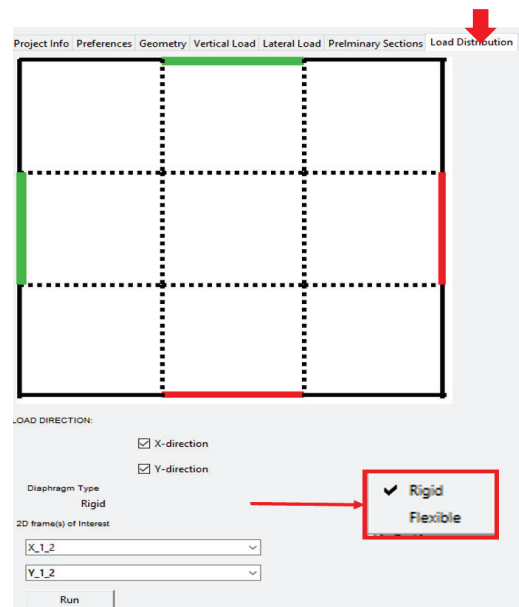 Project Info Preferences Geometry Vertical Load Lateral Load Prelminary Sections Load Distribution
LOAD DIRECTION:
X-direction
Y-direction
Diaphragm Type
Rigid
Rigid
Flexible
2D frame(s) of Interest
X_1_2
Y_1_2
Run